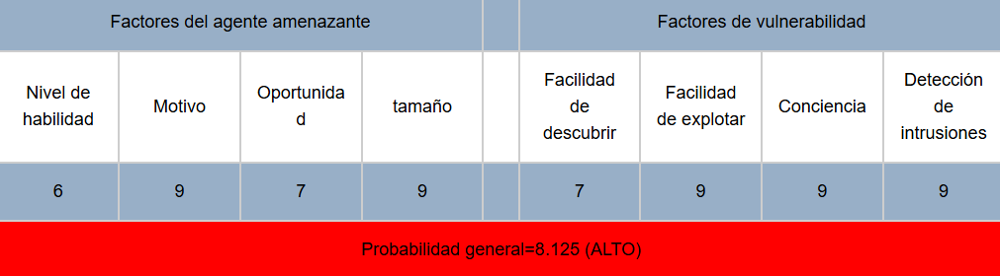 Factores del agente amenazante
Factores de vulnerabilidad
Nivel de
habilidad
Motivo
Oportunida
d
tamaño
Facilidad
de
descubrir
Facilidad
de explotar
Conciencia
Detección
de
intrusiones
6
9
7
9
7
9
9
9
Probabilidad general=8.125 (ALTO)